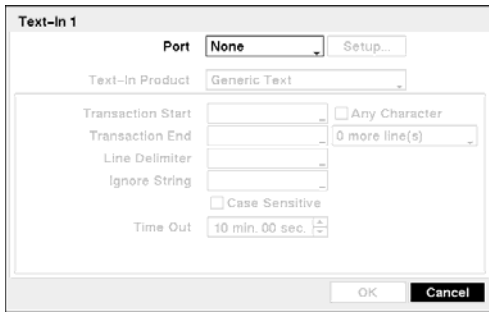 Text-In 1
Port None Setup...
Text-In Product Generic Text
Transaction Start Any Character
Transaction End 0 more line(s)
Line Delimiter
Ignore String
Case Sensitive
Time Out 10 min. 00 sec.
OK Cancel